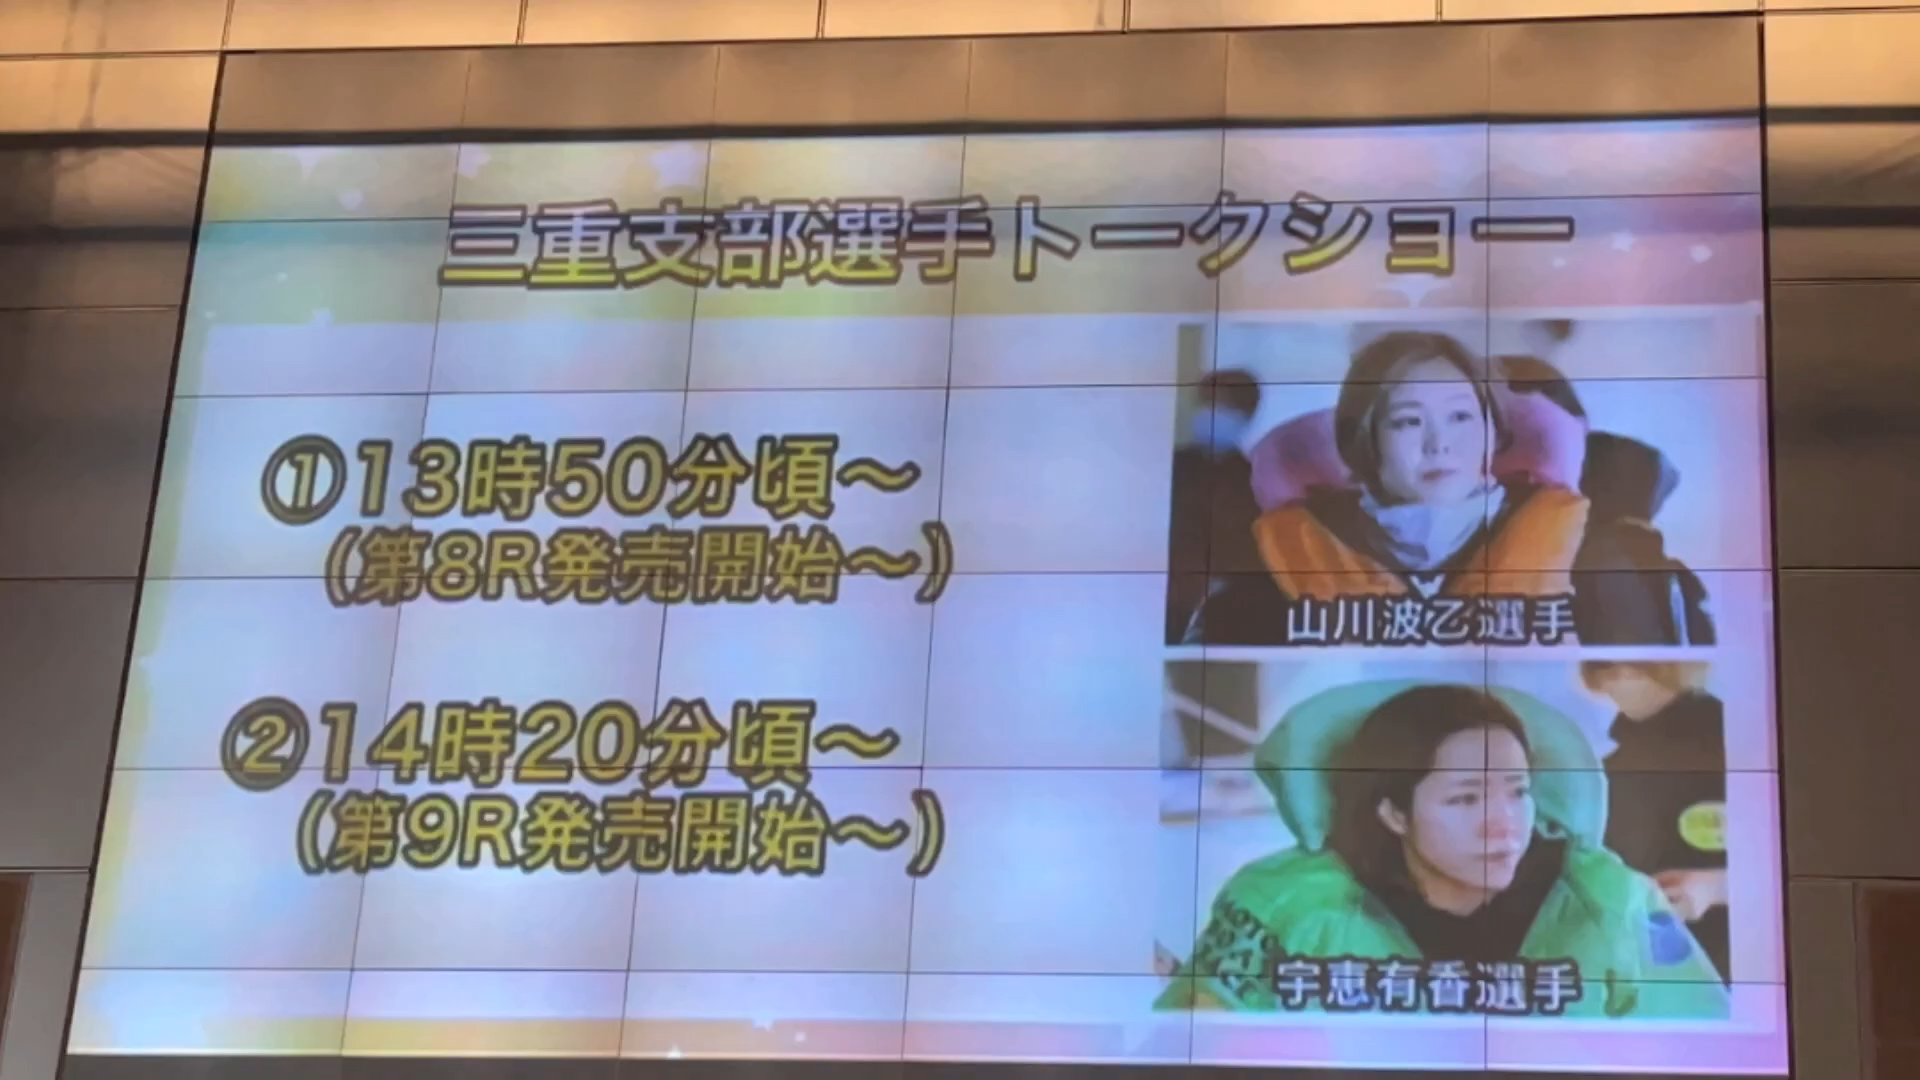 三重支部選手トークショー
①13時50分頃～
（第8R発売開始～）
②14時20分頃～
（第9R発売開始～）
山川波乙選手
宇恵有香選手